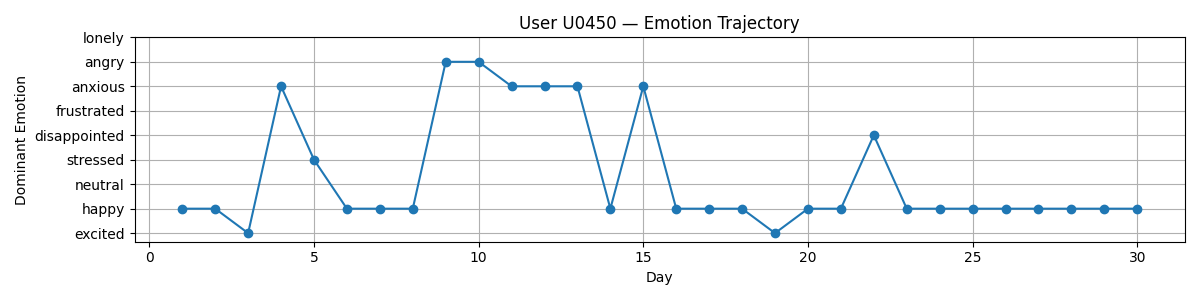 User U0450 — Emotion Trajectory
Dominant Emotion
lonely
angry
anxious
frustrated
disappointed
stressed
neutral
happy
excited
0 5 10 15 20 25 30
Day